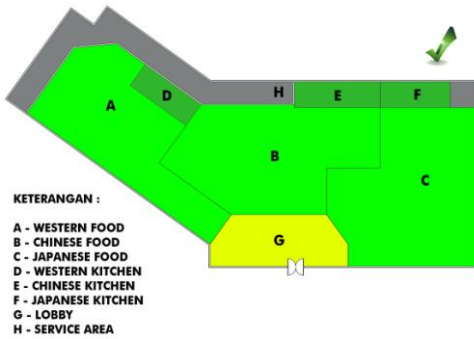 D
A
H
E
F
B
C
G
KETERANGAN :
A - WESTERN FOOD
B - CHINESE FOOD
C - JAPANESE FOOD
D - WESTERN KITCHEN
E - CHINESE KITCHEN
F - JAPANESE KITCHEN
G - LOBBY
H - SERVICE AREA